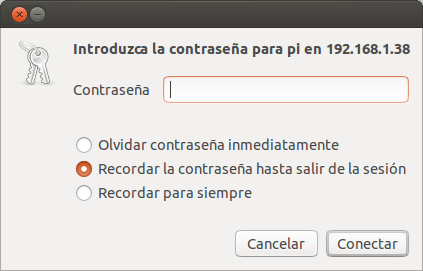 Introduzca la contraseña para pi en 192.168.1.38
Contraseña
Olvidar contraseña inmediatamente
Recordar la contraseña hasta salir de la sesión
Recordar para siempre
Cancelar
Conectar